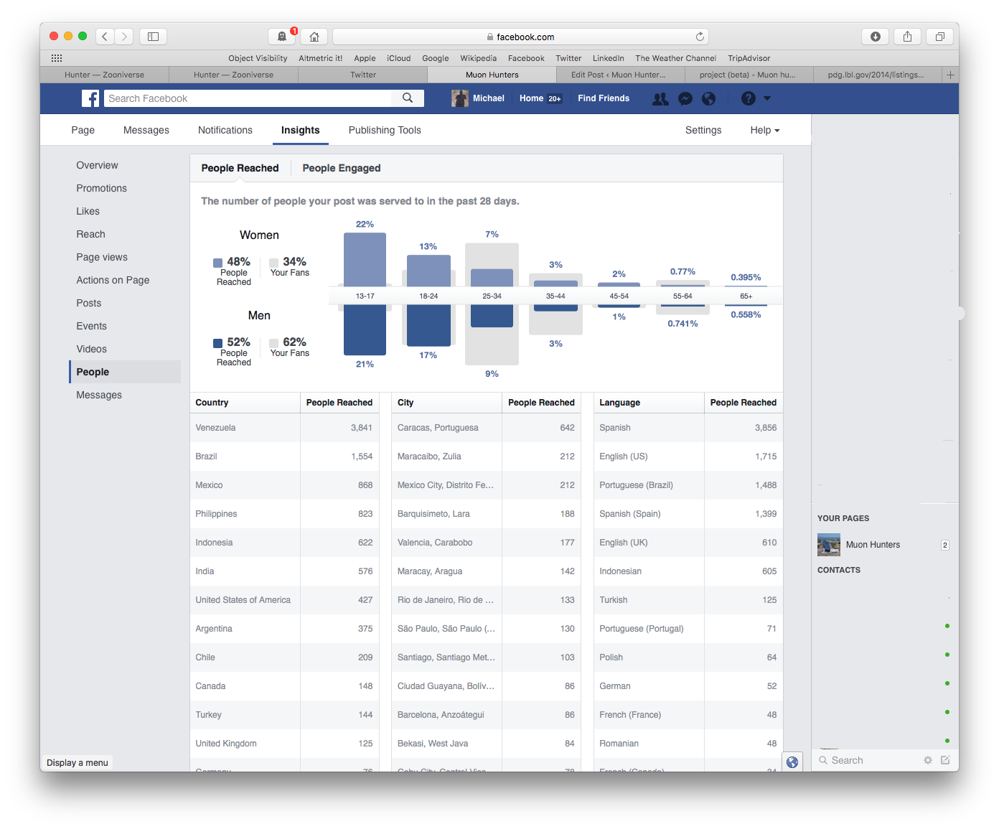 1
facebook.com
Object Visibility Altmetric it! Apple iCloud Google Wikipedia Facebook Twitter LinkedIn The Weather Channel TripAdvisor
Hunter — Zooniverse Hunter — Zooniverse Twitter Muon Hunters Edit Post ‹ Muon Hunter... project (beta) - Muon hu... pdg.lbl.gov/2014/listings...
f Search Facebook Michael Home 20+ Find Friends ?
Page Messages Notifications Insights Publishing Tools Settings Help
Overview
Promotions
Likes
Reach
Page views
Actions on Page
Posts
Events
Videos
People
Messages
People Reached People Engaged
The number of people your post was served to in the past 28 days.
Women
48% People Reached
34% Your Fans
22% 13% 7% 3% 2% 0.77% 0.395%
13-17 18-24 25-34 35-44 45-54 55-64 65+
Men
52% People Reached
62% Your Fans
21% 17% 9% 3% 1% 0.741% 0.558%
Country People Reached City People Reached Language People Reached
Venezuela 3,841 Caracas, Portuguesa 642 Spanish 3,856
Brazil 1,554 Maracaibo, Zulia 212 English (US) 1,715
Mexico 868 Mexico City, Distrito Fe... 212 Portuguese (Brazil) 1,488
Philippines 823 Barquisimeto, Lara 188 Spanish (Spain) 1,399
Indonesia 622 Valencia, Carabobo 177 English (UK) 610
India 576 Maracay, Aragua 142 Indonesian 605
United States of America 427 Rio de Janeiro, Rio de ... 133 Turkish 125
Argentina 375 São Paulo, São Paulo (... 130 Portuguese (Portugal) 71
Chile 209 Santiago, Santiago Met... 103 Polish 64
Canada 148 Ciudad Guayana, Bolív... 86 German 52
Turkey 144 Barcelona, Anzoátegui 86 French (France) 48
United Kingdom 125 Bekasi, West Java 84 Romanian 48
Germany 76 Cebu City, Central Visa... 78 French (Canada)
YOUR PAGES
Muon Hunters 2
CONTACTS
Search
Display a menu